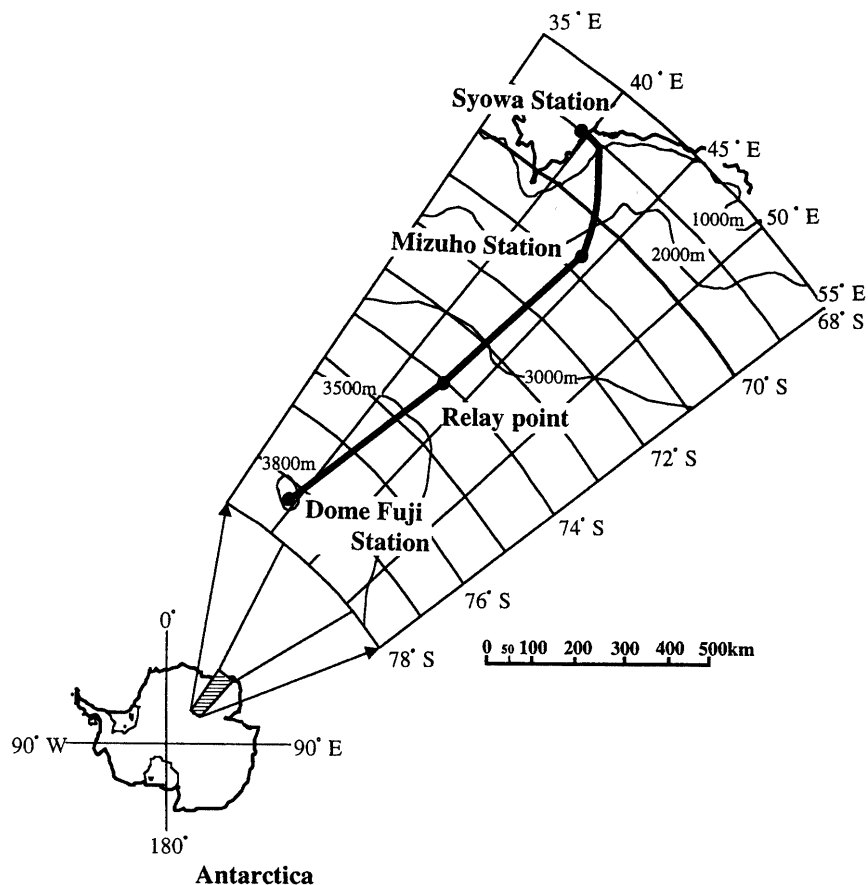 35° E
40° E
Syowa Station
45° E
1000m
50° E
Mizuho Station
2000m
55° E
68° S
3000m
70° S
3500m
Relay point
72° S
3800m
Dome Fuji
Station
74° S
76° S
78° S
0 50 100 200 300 400 500km
0°
90° W
90° E
180°
Antarctica